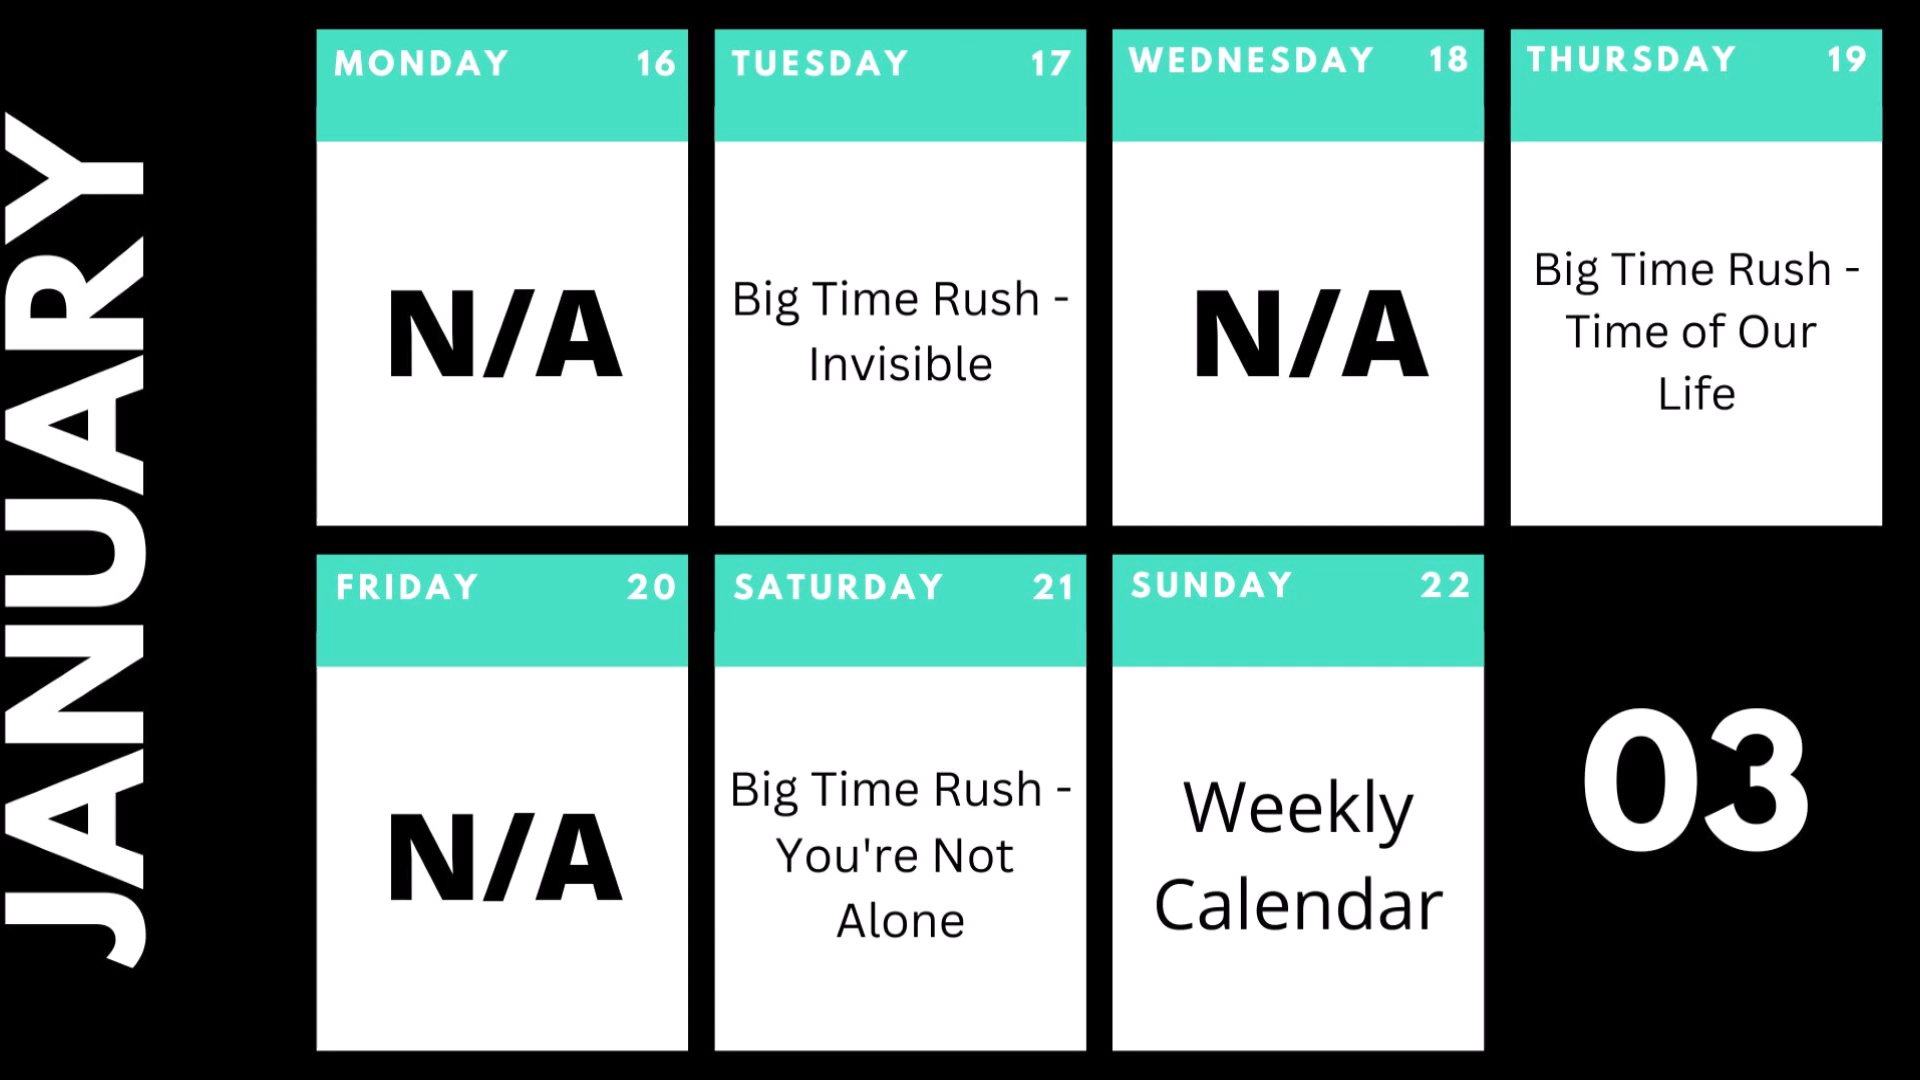 JANUARY
MONDAY 16
N/A
TUESDAY 17
Big Time Rush -
Invisible
WEDNESDAY 18
N/A
THURSDAY 19
Big Time Rush -
Time of Our
Life
FRIDAY 20
N/A
SATURDAY 21
Big Time Rush -
You're Not
Alone
SUNDAY 22
Weekly
Calendar
03